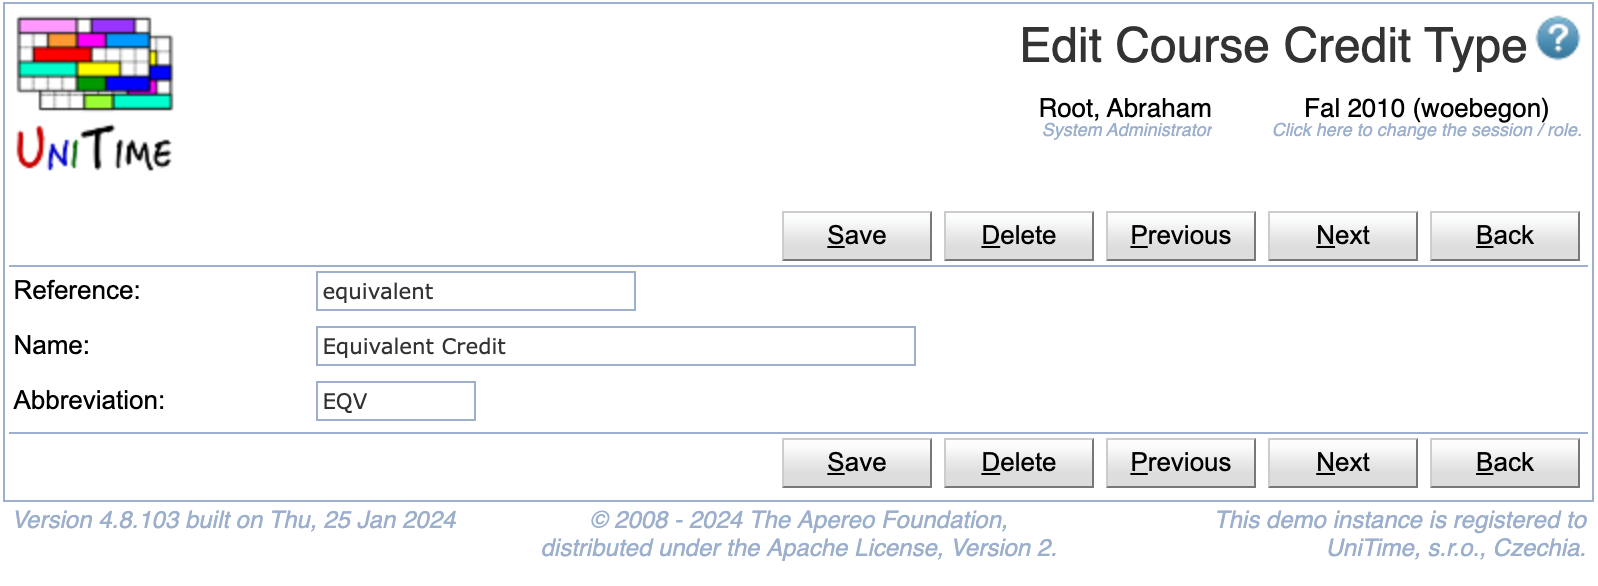 UniTime
Edit Course Credit Type ?
Root, Abraham
System Administrator
Fal 2010 (woebegon)
Click here to change the session / role.
Save Delete Previous Next Back
Reference: equivalent
Name: Equivalent Credit
Abbreviation: EQV
Save Delete Previous Next Back
Version 4.8.103 built on Thu, 25 Jan 2024
© 2008 - 2024 The Apereo Foundation,
distributed under the Apache License, Version 2.
This demo instance is registered to
UniTime, s.r.o., Czechia.